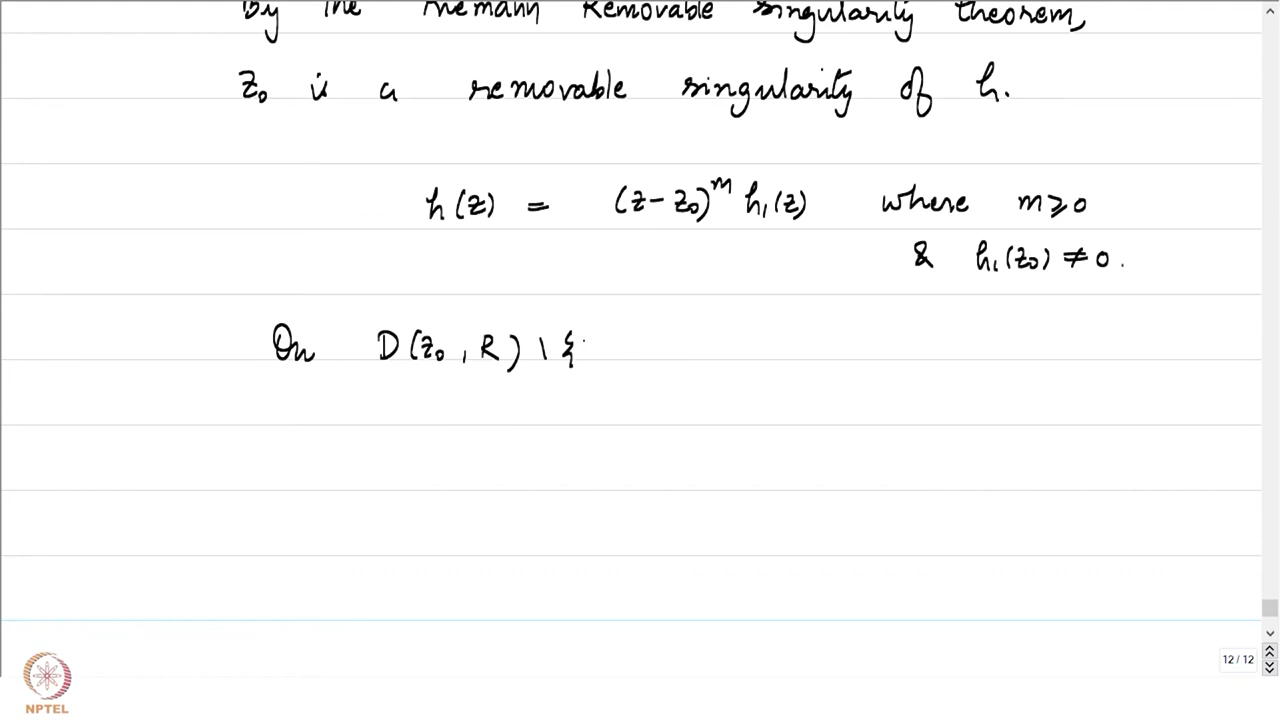 By the Riemann Removable singularity theorem,
z₀ is a removable singularity of h.
h(z) = (z-z₀)ᵐ h₁(z) where m⩾0
& h₁(z₀) ≠ 0.
On D(z₀, R) \ {
12 / 12
NPTEL